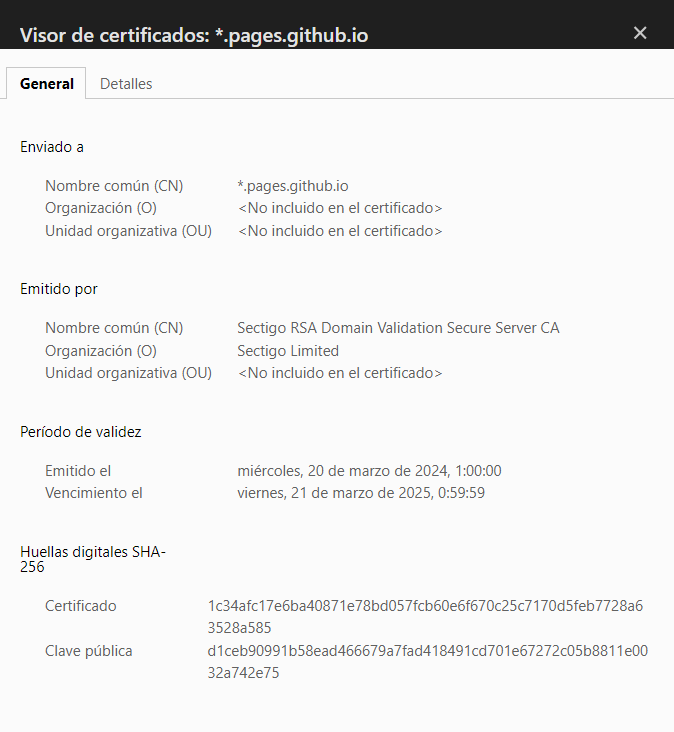 Visor de certificados: *.pages.github.io
General Detalles
Enviado a
Nombre común (CN) *.pages.github.io
Organización (O) <No incluido en el certificado>
Unidad organizativa (OU) <No incluido en el certificado>
Emitido por
Nombre común (CN) Sectigo RSA Domain Validation Secure Server CA
Organización (O) Sectigo Limited
Unidad organizativa (OU) <No incluido en el certificado>
Período de validez
Emitido el miércoles, 20 de marzo de 2024, 1:00:00
Vencimiento el viernes, 21 de marzo de 2025, 0:59:59
Huellas digitales SHA-
256
Certificado 1c34afc17e6ba40871e78bd057fcb60e6f670c25c7170d5feb7728a6
3528a585
Clave pública d1ceb90991b58ead466679a7fad418491cd701e67272c05b8811e00
32a742e75